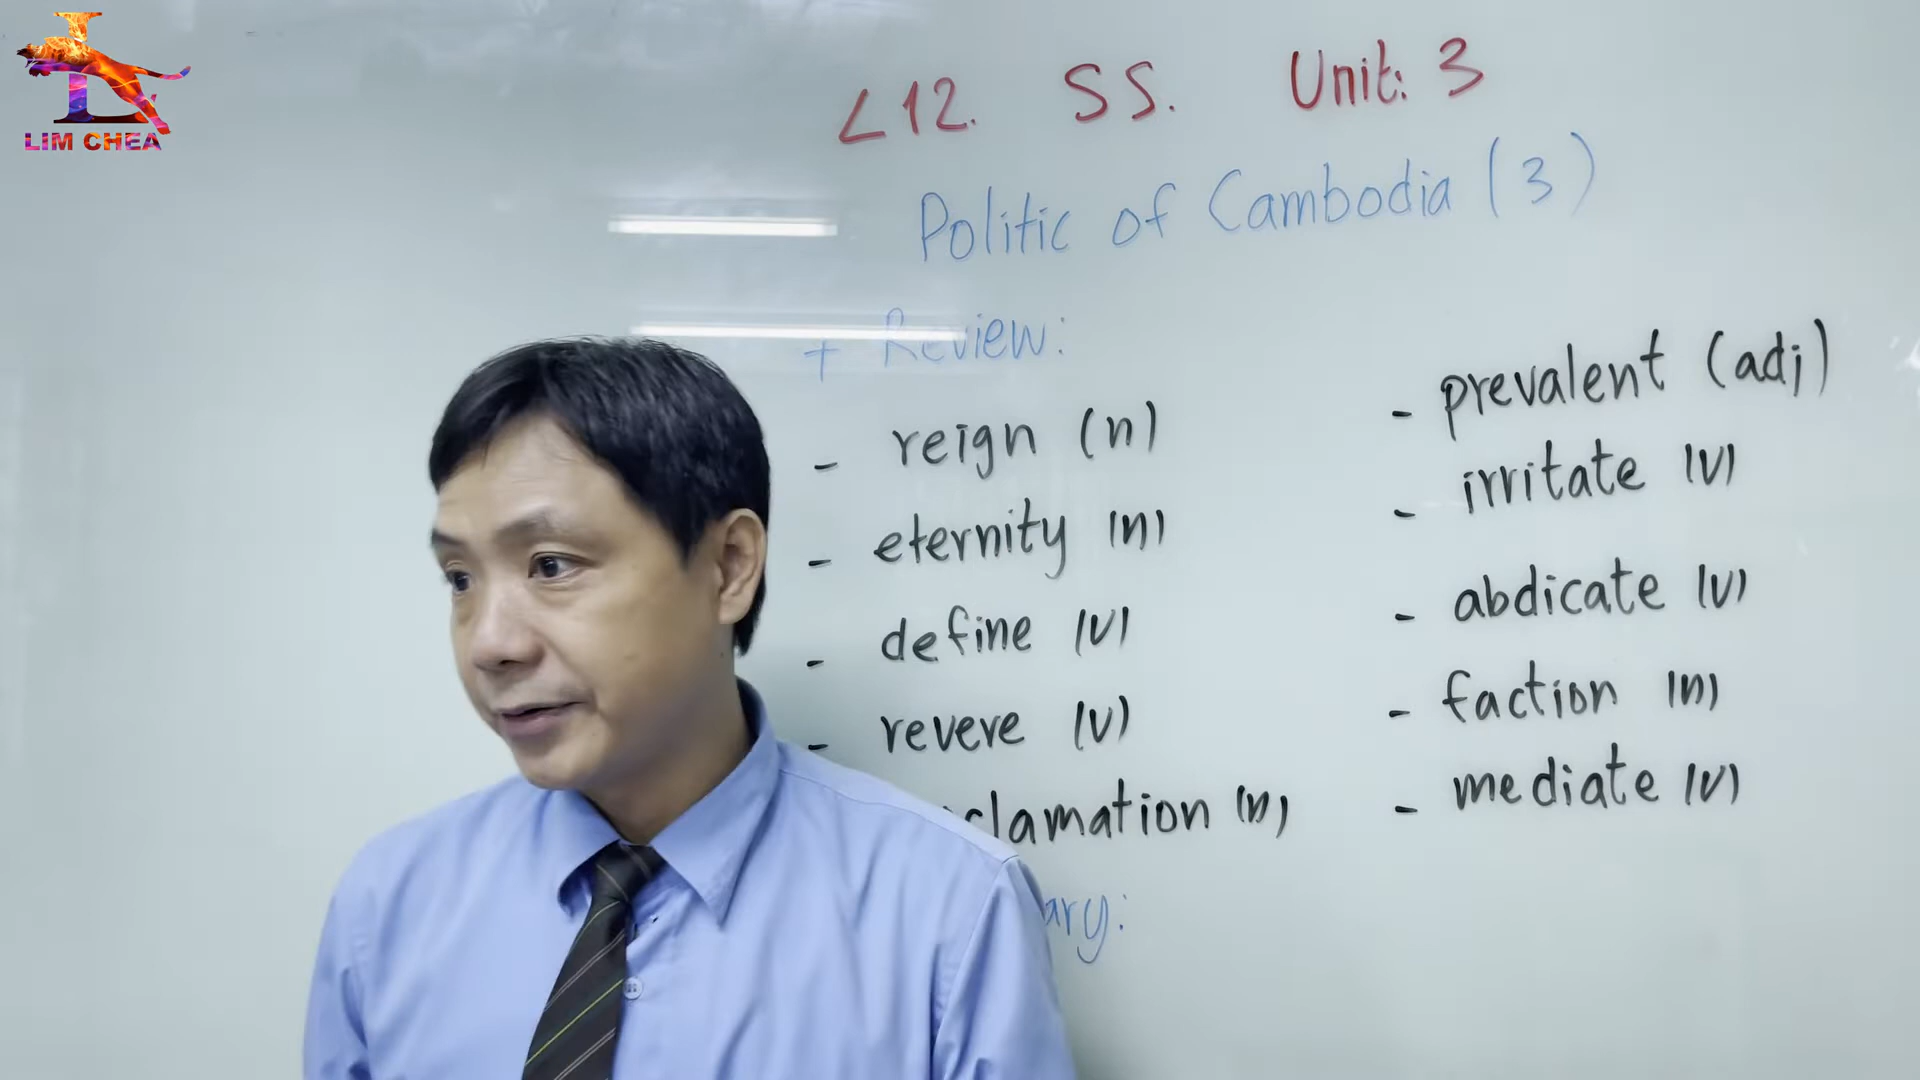 LIM CHEA
L12. SS. Unit: 3
Politic of Cambodia (3)
+ Review:
- reign (n)
- eternity (n)
- define (v)
- revere (v)
clamation (n)
- prevalent (adj)
- irritate (v)
- abdicate (v)
- faction (n)
- mediate (v)
ary: